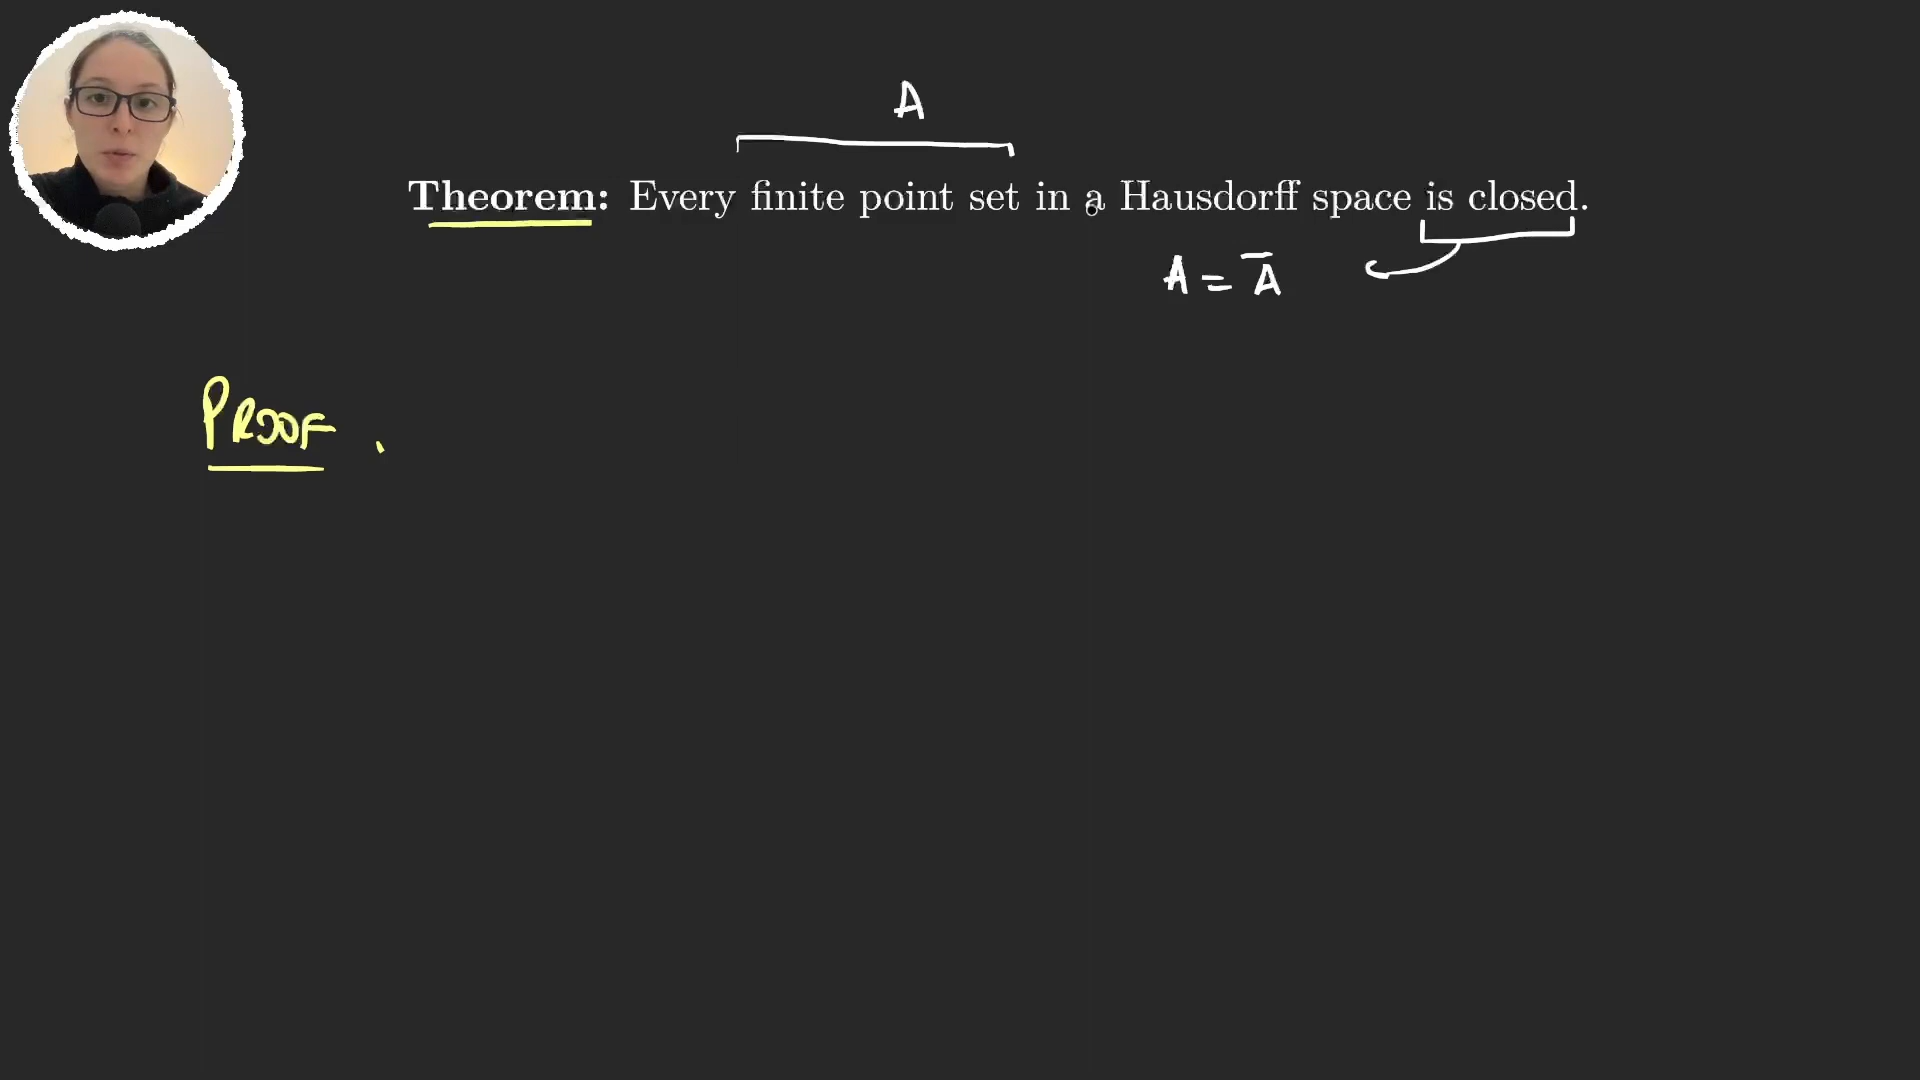 A
Theorem: Every finite point set in a Hausdorff space is closed.
A = A̅
PROOF.